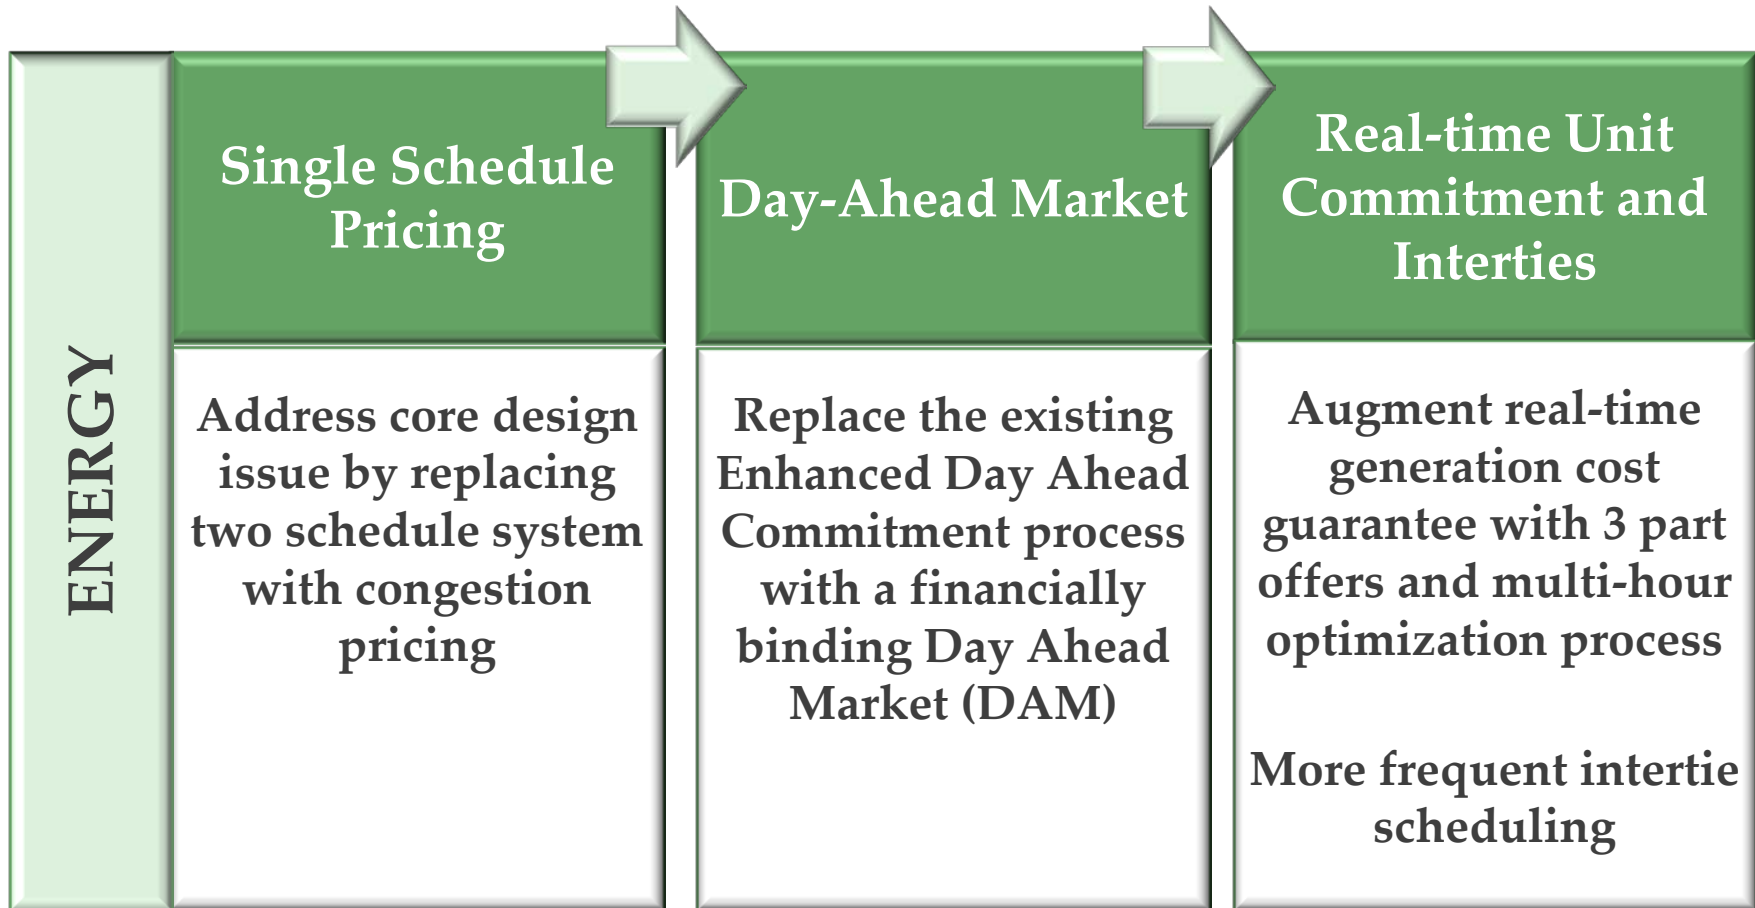 ENERGY
Single Schedule
Pricing
Address core design
issue by replacing
two schedule system
with congestion
pricing
Day-Ahead Market
Replace the existing
Enhanced Day Ahead
Commitment process
with a financially
binding Day Ahead
Market (DAM)
Real-time Unit
Commitment and
Interties
Augment real-time
generation cost
guarantee with 3 part
offers and multi-hour
optimization process
More frequent intertie
scheduling